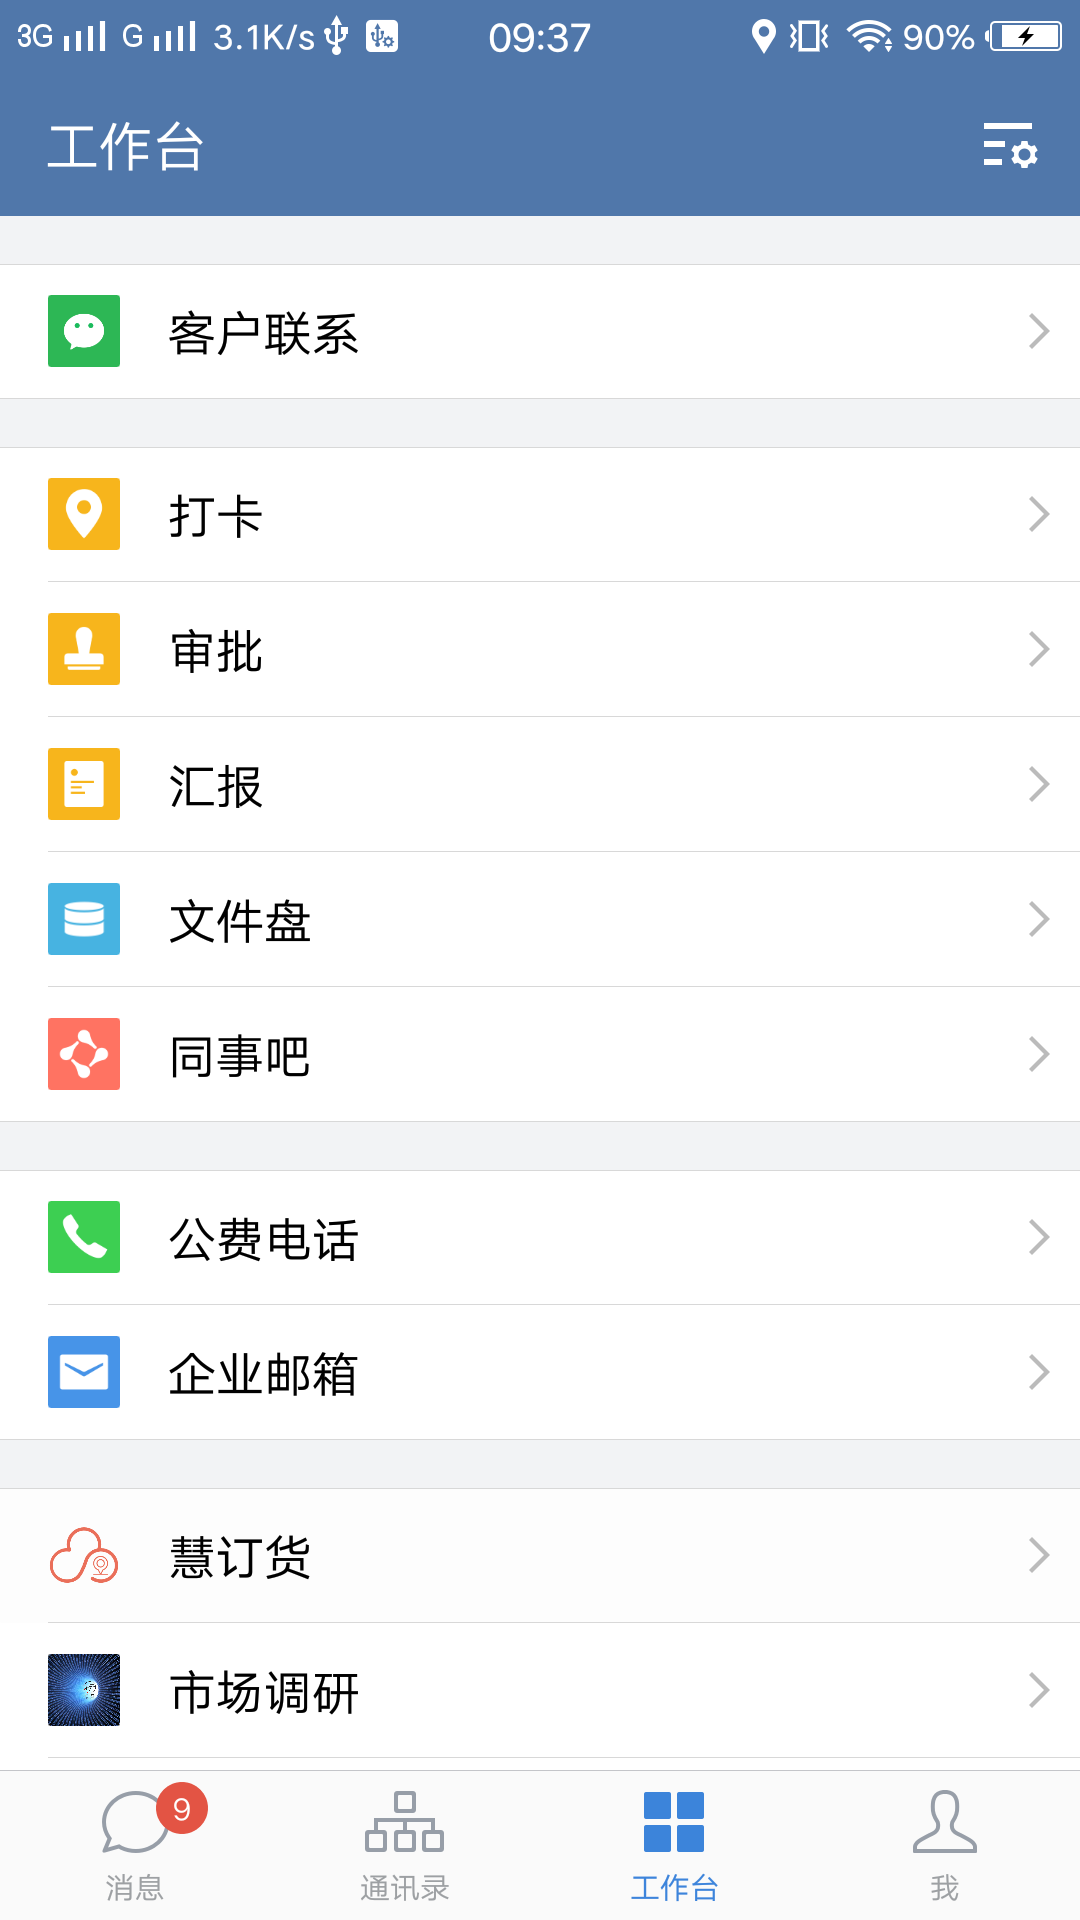 3G G 3.1K/s 09:37 90%
工作台
客户联系
打卡
审批
汇报
文件盘
同事吧
公费电话
企业邮箱
慧订货
市场调研
9
消息 通讯录 工作台 我